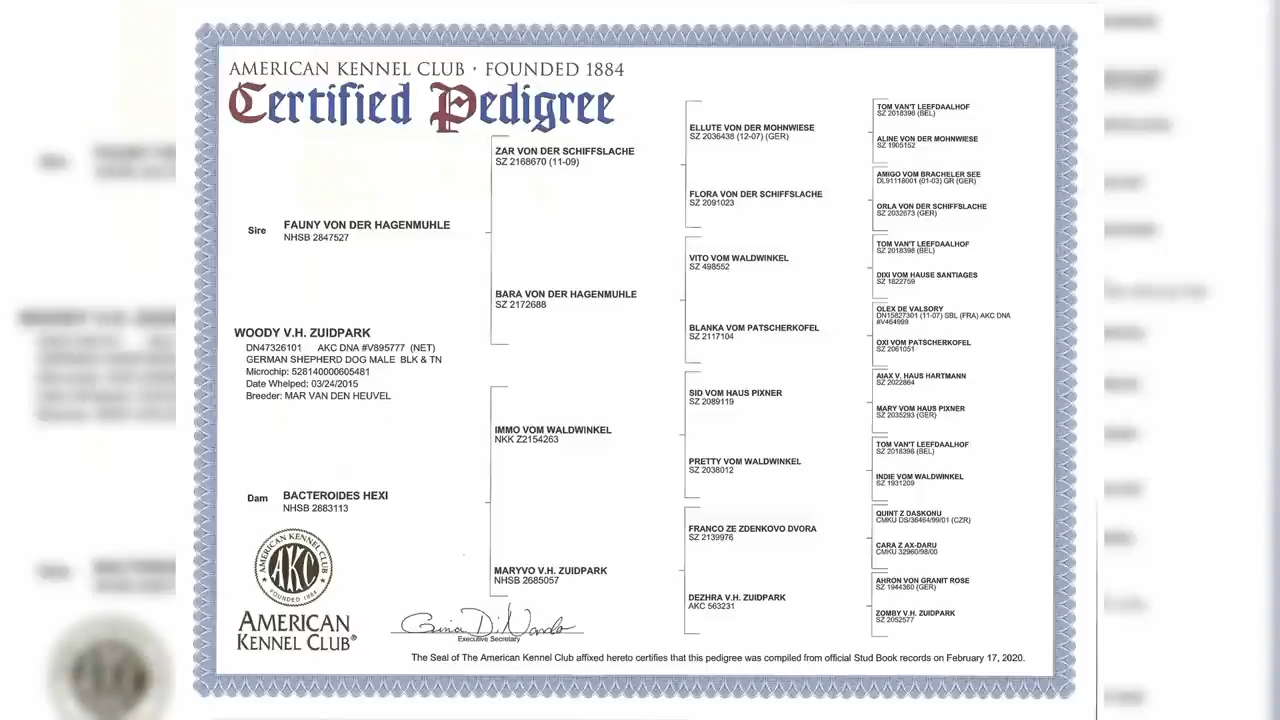 AMERICAN KENNEL CLUB · FOUNDED 1884
Certified Pedigree
TOM VAN'T LEEFDAALHOF
SZ 2018398 (BEL)
ELLUTE VON DER MOHNWIESE
SZ 2036438 (12-07) (GER)
ALINE VON DER MOHNWIESE
SZ 1905152
ZAR VON DER SCHIFFSLACHE
SZ 2168670 (11-09)
AMIGO VOM BRACHELER SEE
DL91118001 (01-03) GR (GER)
FLORA VON DER SCHIFFSLACHE
SZ 2091023
ORLA VON DER SCHIFFSLACHE
SZ 2032673 (GER)
Sire
FAUNY VON DER HAGENMUHLE
NHSB 2847527
TOM VAN'T LEEFDAALHOF
SZ 2018398 (BEL)
VITO VOM WALDWINKEL
SZ 498552
DIXI VOM HAUSE SANTIAGES
SZ 1822759
BARA VON DER HAGENMUHLE
SZ 2172688
OLEX DE VALSORY
DN15827301 (11-07) SBL (FRA) AKC DNA
#V464999
BLANKA VOM PATSCHERKOFEL
SZ 2117104
OXI VOM PATSCHERKOFEL
SZ 2061051
WOODY V.H. ZUIDPARK
DN47326101 AKC DNA #V895777 (NET)
GERMAN SHEPHERD DOG MALE BLK & TN
Microchip: 528140000605481
Date Whelped: 03/24/2015
Breeder: MAR VAN DEN HEUVEL
AIAX V. HAUS HARTMANN
SZ 2022864
SID VOM HAUS PIXNER
SZ 2089119
MARY VOM HAUS PIXNER
SZ 2035293 (GER)
IMMO VOM WALDWINKEL
NKK Z2154263
TOM VAN'T LEEFDAALHOF
SZ 2018398 (BEL)
PRETTY VOM WALDWINKEL
SZ 2038012
INDIE VOM WALDWINKEL
SZ 1931209
Dam
BACTEROIDES HEXI
NHSB 2883113
QUINT Z DASKONU
CMKU DS/36464/99/01 (CZR)
FRANCO ZE ZDENKOVO DVORA
SZ 2139976
CARA Z AX-DARU
CMKU 32960/98/00
MARYVO V.H. ZUIDPARK
NHSB 2685057
AHRON VON GRANIT ROSE
SZ 1944360 (GER)
DEZHRA V.H. ZUIDPARK
AKC 563231
ZOMBY V.H. ZUIDPARK
SZ 2052577
AMERICAN KENNEL CLUB
AKC
FOUNDED 1884
AMERICAN
KENNEL CLUB
Executive Secretary
The Seal of The American Kennel Club affixed hereto certifies that this pedigree was compiled from official Stud Book records on February 17, 2020.